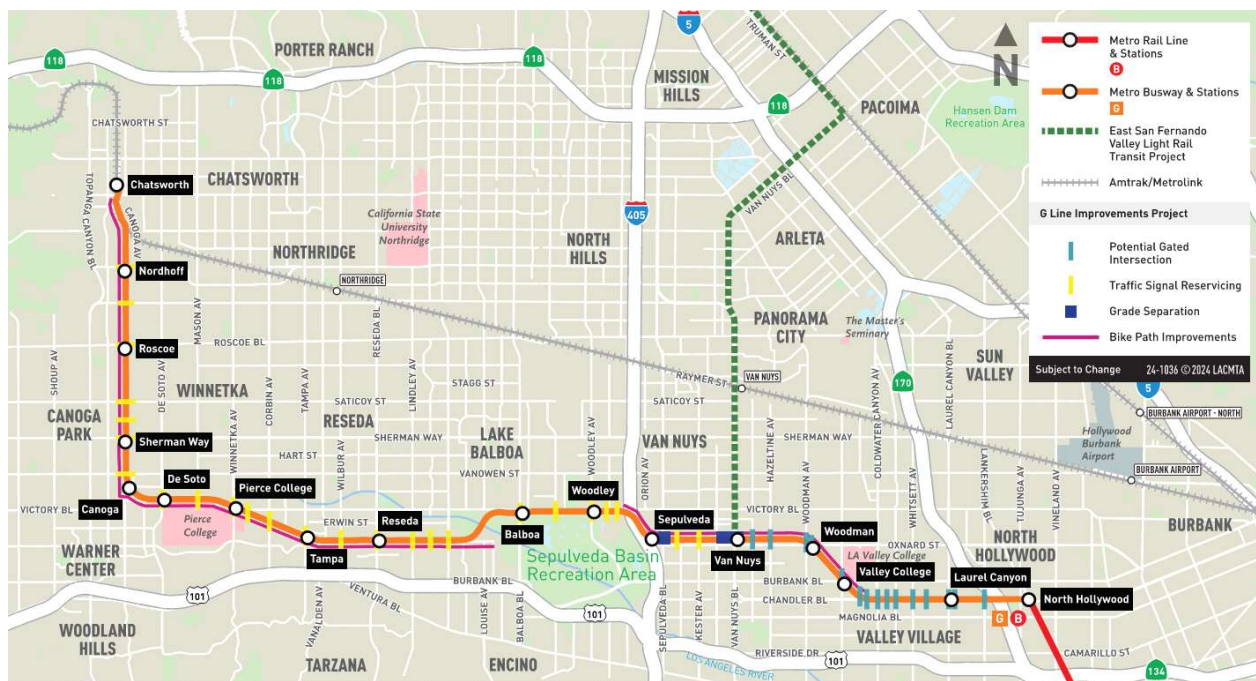 118
PORTER RANCH
118
118
5
TRUMAN ST
MISSION
HILLS
118
PACOIMA
Hansen Dam
Recreation Area
N
Metro Rail Line
& Stations
B
Metro Busway & Stations
G
East San Fernando
Valley Light Rail
Transit Project
Amtrak/Metrolink
G Line Improvements Project
Potential Gated
Intersection
Traffic Signal Reservicing
Grade Separation
Bike Path Improvements
Subject to Change
24-1036 © 2024 LACMTA
CHATSWORTH ST
Chatsworth
CHATSWORTH
TOPANGA CANYON BL
CANOGA AV
California State
University
Northridge
VAN NUYS BL
405
NORTHRIDGE
NORTH
HILLS
ARLETA
Nordhoff
NORTHRIDGE
MASON AV
RESEDA BL
PANORAMA
CITY
The Master's
Seminary
SUN
VALLEY
Roscoe
ROSCOE BL
SHOUP AV
DE SOTO AV
WINNETKA
CORBIN AV
TAMPA AV
LINDLEY AV
STAGG ST
RAYMER ST
VAN NUYS
170
LAUREL CANYON BL
5
SATICOY ST
SATICOY ST
CANOGA
PARK
RESEDA
BURBANK AIRPORT - NORTH
Hollywood
Burbank
Airport
Sherman Way
WINNETKA AV
HART ST
WILBUR AV
SHERMAN WAY
LAKE
BALBOA
WOODLEY AV
VAN NUYS
HAZELTINE AV
SHERMAN WAY
COLDWATER CANYON AV
WHITSETT AV
LANKERSHIM BL
TUJUNGA AV
VINELAND AV
BURBANK AIRPORT
De Soto
VANOWEN ST
ORION AV
WOODMAN AV
Canoga
Pierce College
Woodley
VICTORY BL
VICTORY BL
BURBANK
Pierce
College
ERWIN ST
Reseda
Balboa
Sepulveda
Woodman
OXNARD ST
NORTH
HOLLYWOOD
WARNER
CENTER
Tampa
Sepulveda Basin
Recreation Area
Van Nuys
LA Valley College
Valley College
Laurel Canyon
101
VENTURA BL
BURBANK BL
BURBANK BL
CHANDLER BL
North Hollywood
VANALDEN AV
LOUISE AV
BALBOA BL
101
SEPULVEDA BL
KESTER AV
VAN NUYS BL
MAGNOLIA BL
G
B
WOODLAND
HILLS
VALLEY VILLAGE
TARZANA
ENCINO
LOS ANGELES RIVER
RIVERSIDE DR
101
CAMARILLO ST
134